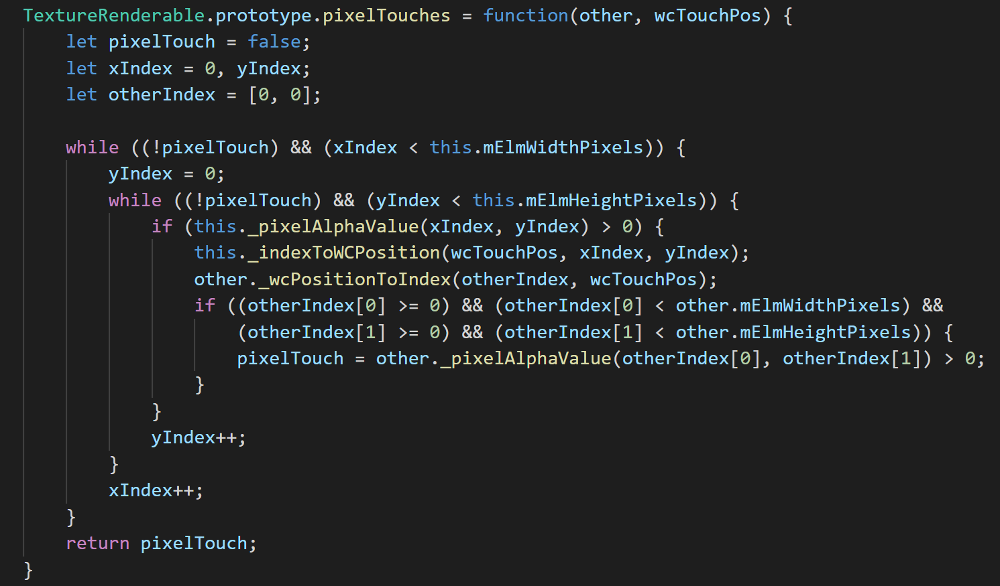 TextureRenderable.prototype.pixelTouches = function(other, wcTouchPos) {
    let pixelTouch = false;
    let xIndex = 0, yIndex;
    let otherIndex = [0, 0];

    while ((!pixelTouch) && (xIndex < this.mElmWidthPixels)) {
        yIndex = 0;
        while ((!pixelTouch) && (yIndex < this.mElmHeightPixels)) {
            if (this._pixelAlphaValue(xIndex, yIndex) > 0) {
                this._indexToWCPosition(wcTouchPos, xIndex, yIndex);
                other._wcPositionToIndex(otherIndex, wcTouchPos);
                if ((otherIndex[0] >= 0) && (otherIndex[0] < other.mElmWidthPixels) &&
                    (otherIndex[1] >= 0) && (otherIndex[1] < other.mElmHeightPixels)) {
                    pixelTouch = other._pixelAlphaValue(otherIndex[0], otherIndex[1]) > 0;
                }
            }
            yIndex++;
        }
        xIndex++;
    }
    return pixelTouch;
}